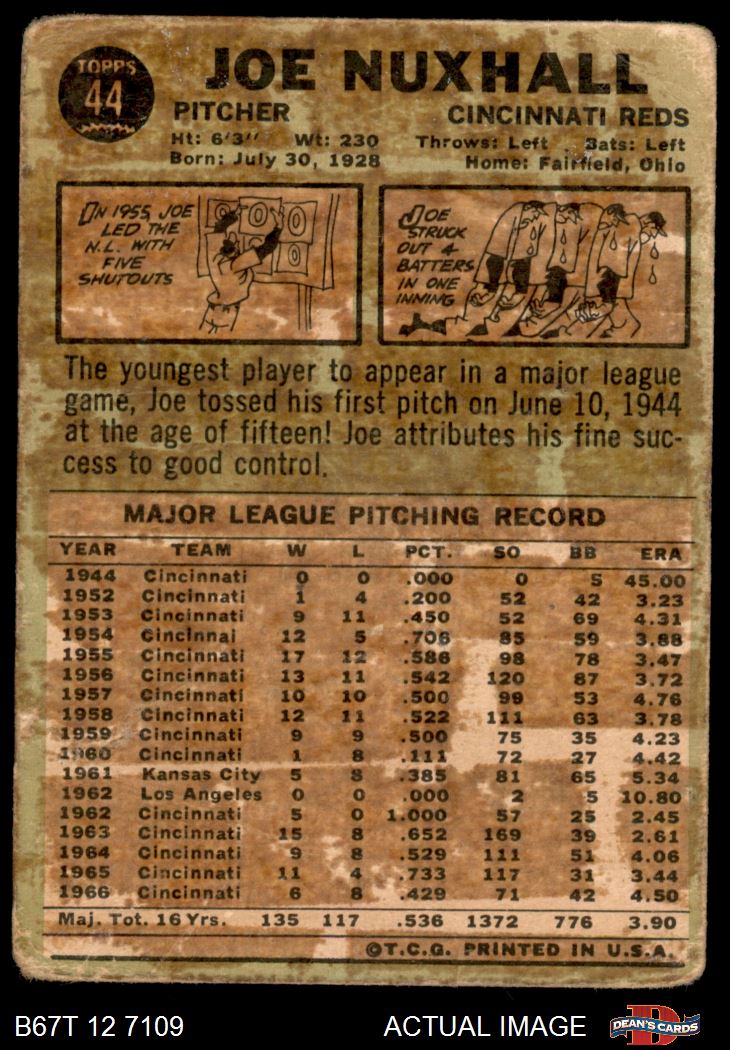 TOPPS
44
JOE NUXHALL
PITCHER CINCINNATI REDS
Ht: 6'3" Wt: 230 Throws: Left Bats: Left
Born: July 30, 1928 Home: Fairfield, Ohio
IN 1955, JOE
LED THE
N.L. WITH
FIVE
SHUTOUTS
0 0 0
0
JOE
STRUCK
OUT 4
BATTERS
IN ONE
INNING
The youngest player to appear in a major league
game, Joe tossed his first pitch on June 10, 1944
at the age of fifteen! Joe attributes his fine suc-
cess to good control.
MAJOR LEAGUE PITCHING RECORD
YEAR TEAM W L PCT. SO BB ERA
1944 Cincinnati 0 0 .000 0 5 45.00
1952 Cincinnati 1 4 .200 52 42 3.23
1953 Cincinnati 9 11 .450 52 69 4.31
1954 Cincinnai 12 5 .706 85 59 3.88
1955 Cincinnati 17 12 .586 98 78 3.47
1956 Cincinnati 13 11 .542 120 87 3.72
1957 Cincinnati 10 10 .500 99 53 4.76
1958 Cincinnati 12 11 .522 111 63 3.78
1959 Cincinnati 9 9 .500 75 35 4.23
1960 Cincinnati 1 8 .111 72 27 4.42
1961 Kansas City 5 8 .385 81 65 5.34
1962 Los Angeles 0 0 .000 2 5 10.80
1962 Cincinnati 5 0 1.000 57 25 2.45
1963 Cincinnati 15 8 .652 169 39 2.61
1964 Cincinnati 9 8 .529 111 51 4.06
1965 Cincinnati 11 4 .733 117 31 3.44
1966 Cincinnati 6 8 .429 71 42 4.50
Maj. Tot. 16 Yrs. 135 117 .536 1372 776 3.90
©T.C.G. PRINTED IN U.S.A.
B67T 12 7109 ACTUAL IMAGE DEAN'S CARDS